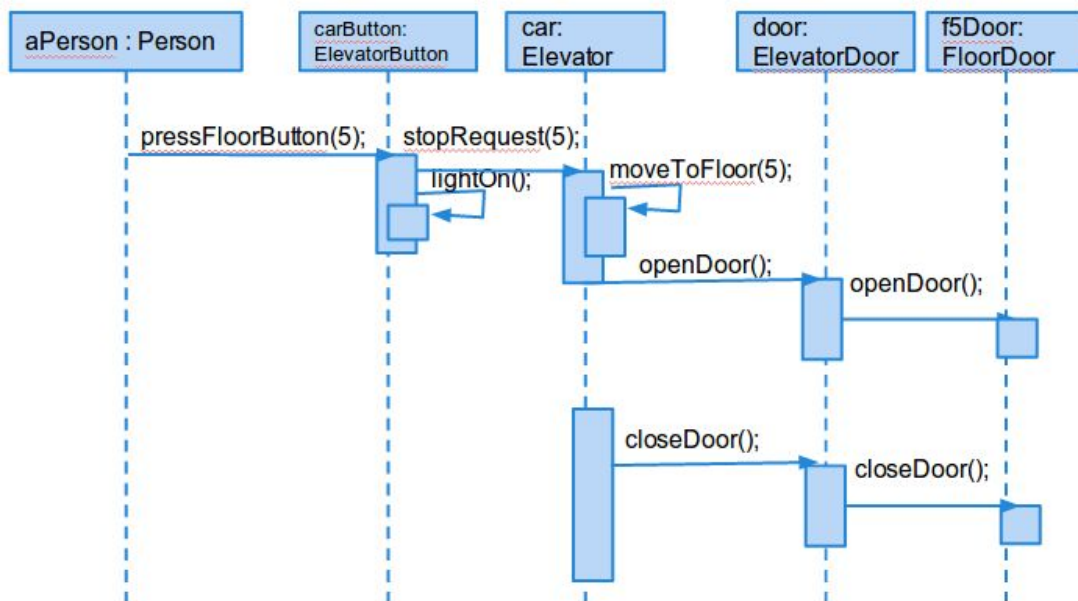 aPerson : Person
carButton:
ElevatorButton
car:
Elevator
door:
ElevatorDoor
f5Door:
FloorDoor
pressFloorButton(5);
stopRequest(5);
lightOn();
moveToFloor(5);
openDoor();
openDoor();
closeDoor();
closeDoor();